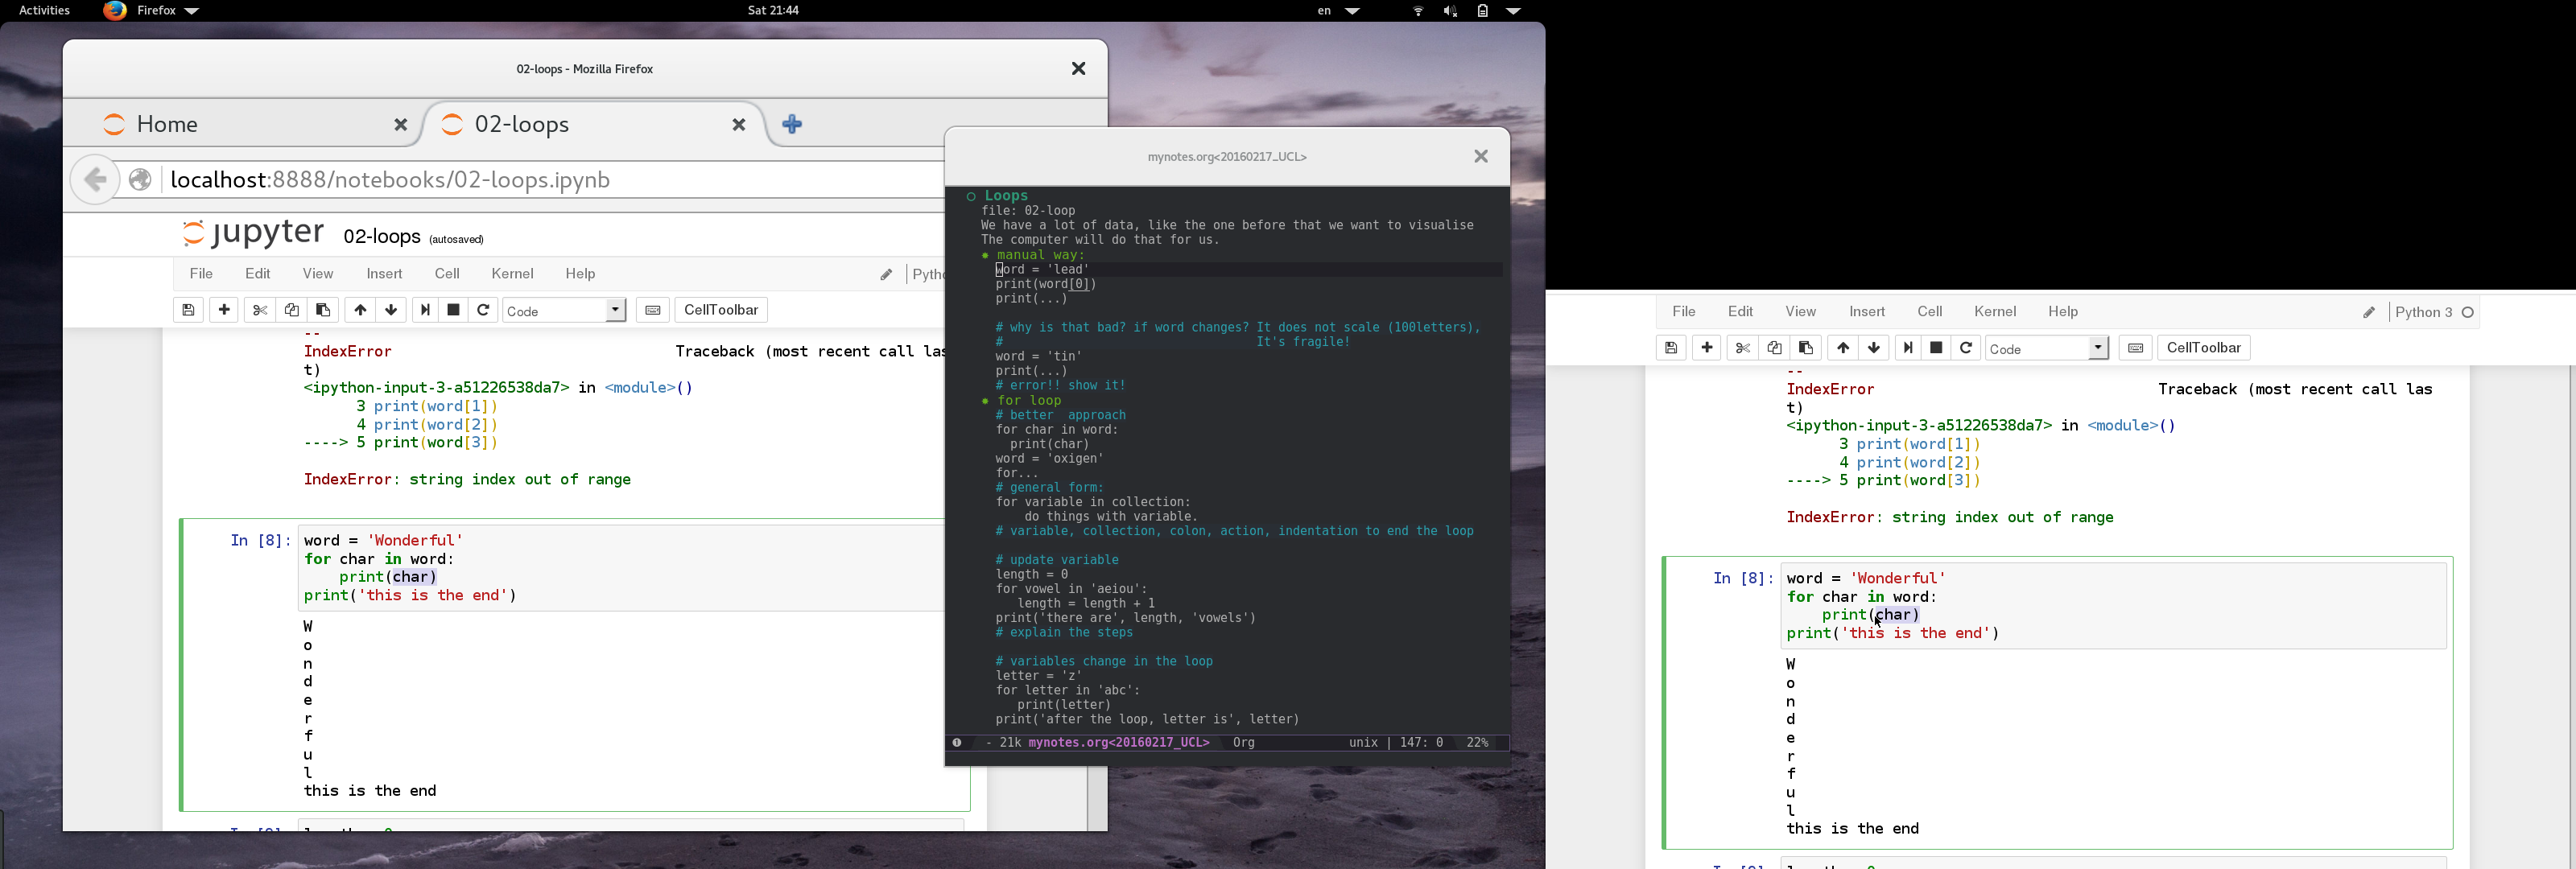 Activities Firefox Sat 21:44 en
02-loops - Mozilla Firefox
Home 02-loops
localhost:8888/notebooks/02-loops.ipynb
jupyter 02-loops (autosaved)
File Edit View Insert Cell Kernel Help
Code CellToolbar
--
IndexError Traceback (most recent call las
t)
<ipython-input-3-a51226538da7> in <module>()
3 print(word[1])
4 print(word[2])
----> 5 print(word[3])
IndexError: string index out of range
In [8]: word = 'Wonderful'
for char in word:
print(char)
print('this is the end')
W
o
n
d
e
r
f
u
l
this is the end
mynotes.org<20160217_UCL>
Loops
file: 02-loop
We have a lot of data, like the one before that we want to visualise
The computer will do that for us.
manual way:
word = 'lead'
print(word[0])
print(...)
# why is that bad? if word changes? It does not scale (100letters),
# It's fragile!
word = 'tin'
print(...)
# error!! show it!
for loop
# better approach
for char in word:
print(char)
word = 'oxigen'
for...
# general form:
for variable in collection:
do things with variable.
# variable, collection, colon, action, indentation to end the loop
# update variable
length = 0
for vowel in 'aeiou':
length = length + 1
print('there are', length, 'vowels')
# explain the steps
# variables change in the loop
letter = 'z'
for letter in 'abc':
print(letter)
print('after the loop, letter is', letter)
- 21k mynotes.org<20160217_UCL> Org unix | 147: 0 22%
File Edit View Insert Cell Kernel Help Python 3
Code CellToolbar
--
IndexError Traceback (most recent call las
t)
<ipython-input-3-a51226538da7> in <module>()
3 print(word[1])
4 print(word[2])
----> 5 print(word[3])
IndexError: string index out of range
In [8]: word = 'Wonderful'
for char in word:
print(char)
print('this is the end')
W
o
n
d
e
r
f
u
l
this is the end